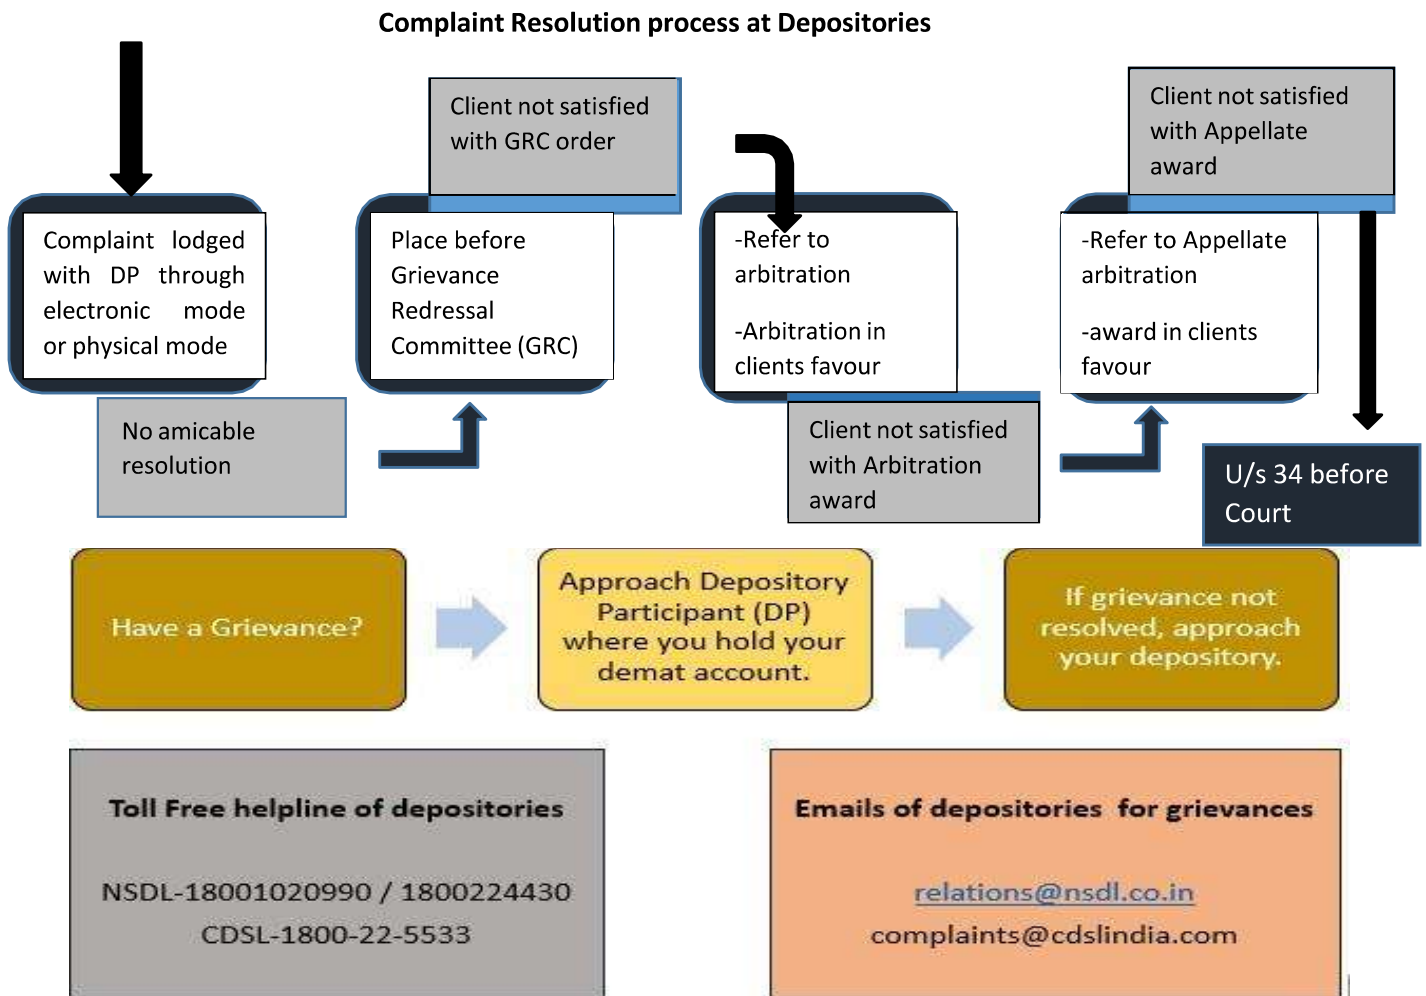 Complaint Resolution process at Depositories
Complaint lodged
with DP through
electronic mode
or physical mode
No amicable
resolution
Place before
Grievance
Redressal
Committee (GRC)
Client not satisfied
with GRC order
-Refer to
arbitration
-Arbitration in
clients favour
Client not satisfied
with Arbitration
award
-Refer to Appellate
arbitration
-award in clients
favour
Client not satisfied
with Appellate
award
U/s 34 before
Court
Have a Grievance?
Approach Depository
Participant (DP)
where you hold your
demat account.
If grievance not
resolved, approach
your depository.
Toll Free helpline of depositories
NSDL-18001020990 / 1800224430
CDSL-1800-22-5533
Emails of depositories for grievances
relations@nsdl.co.in
complaints@cdslindia.com